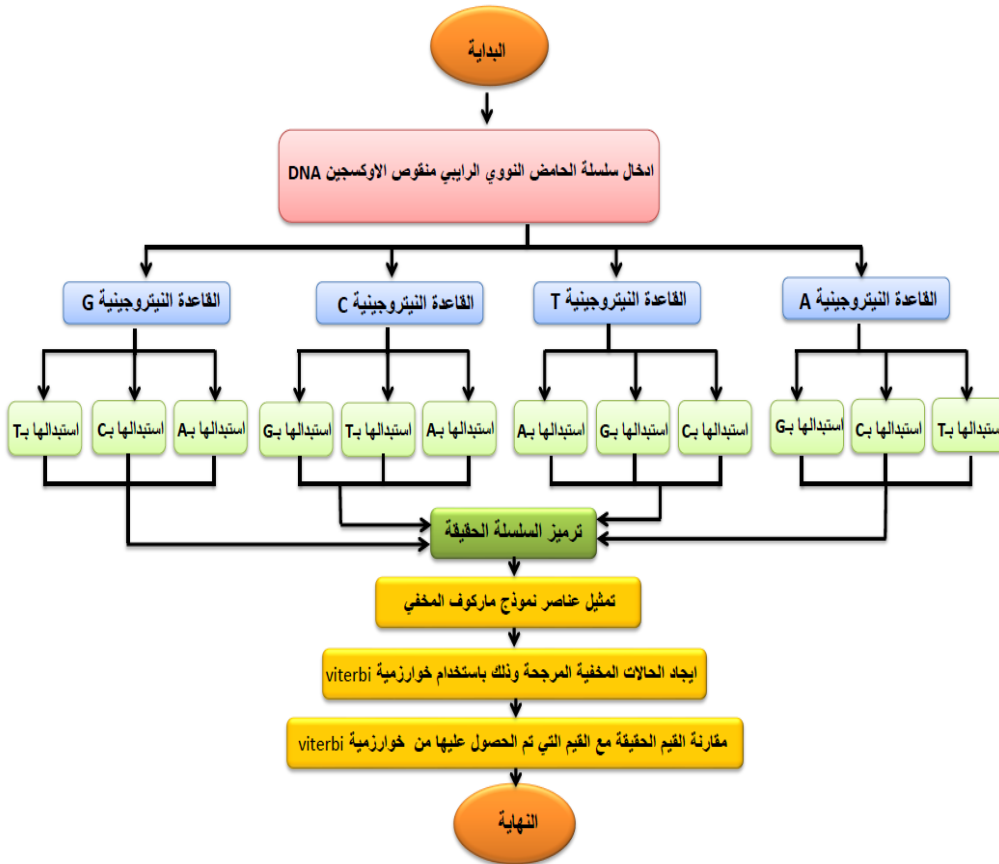 البداية
ادخال سلسلة الحامض النووي الرايبي منقوص الاوكسجين DNA
القاعدة النيتروجينية A
القاعدة النيتروجينية T
القاعدة النيتروجينية C
القاعدة النيتروجينية G
استبدالها بـT
استبدالها بـC
استبدالها بـG
استبدالها بـC
استبدالها بـG
استبدالها بـA
استبدالها بـA
استبدالها بـT
استبدالها بـG
استبدالها بـA
استبدالها بـC
استبدالها بـT
ترميز السلسلة الحقيقة
تمثيل عناصر نموذج ماركوف المخفي
ايجاد الحالات المخفية المرجحة وذلك باستخدام خوارزمية viterbi
مقارنة القيم الحقيقة مع القيم التي تم الحصول عليها من خوارزمية viterbi
النهاية